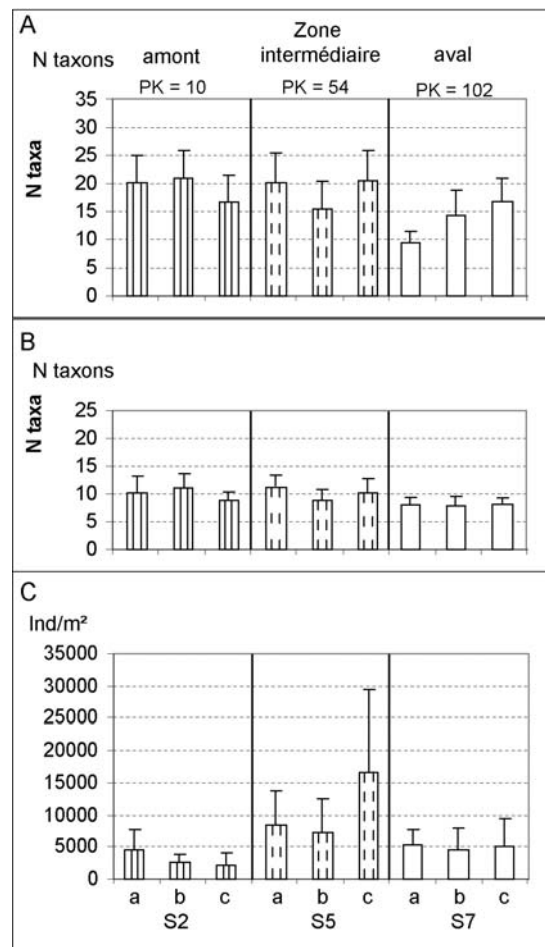 A
Zone
N taxons amont intermédiaire aval
PK = 10 PK = 54 PK = 102
N taxa
35
30
25
20
15
10
5
0
B
N taxons
N taxa
25
20
15
10
5
0
C
Ind/m²
35000
30000
25000
20000
15000
10000
5000
0
a b c a b c a b c
S2 S5 S7